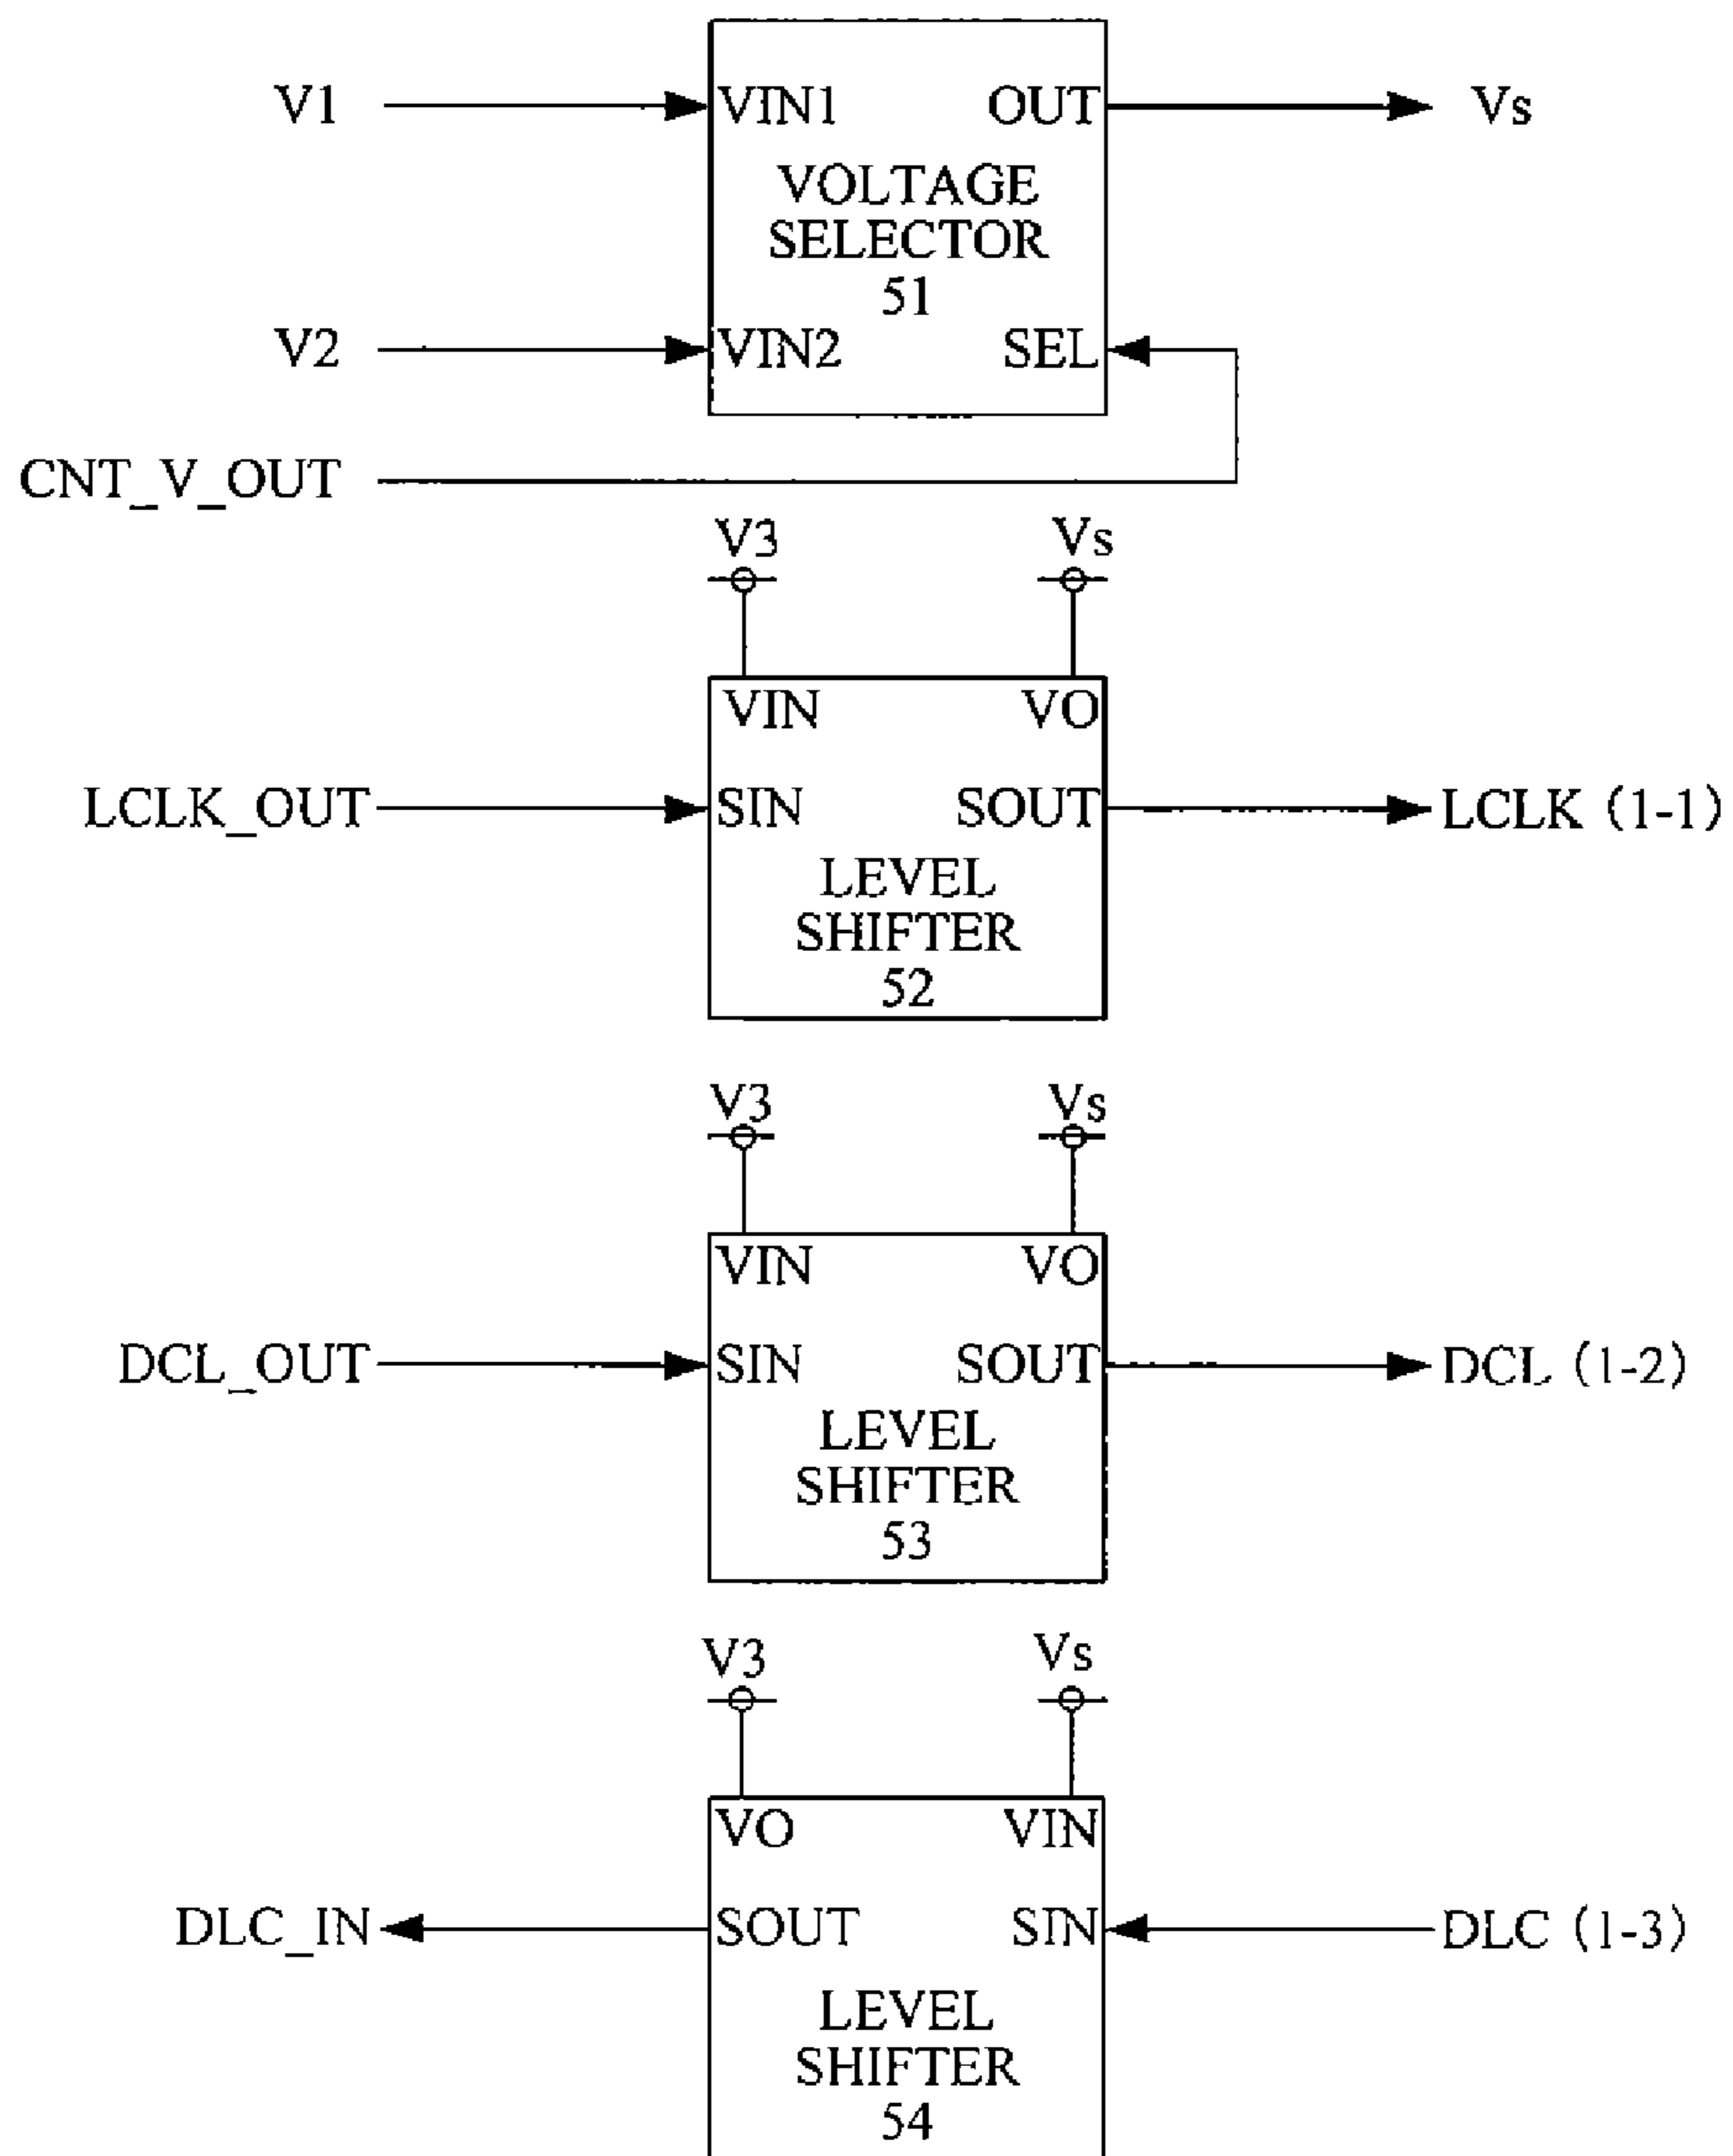 V1 VIN1 OUT Vs
VOLTAGE
SELECTOR
51
V2 VIN2 SEL
CNT_V_OUT
V3 Vs
VIN VO
LCLK_OUT SIN SOUT LCLK (1-1)
LEVEL
SHIFTER
52
V3 Vs
VIN VO
DCL_OUT SIN SOUT DCL (1-2)
LEVEL
SHIFTER
53
V3 Vs
VO VIN
DLC_IN SOUT SIN DLC (1-3)
LEVEL
SHIFTER
54